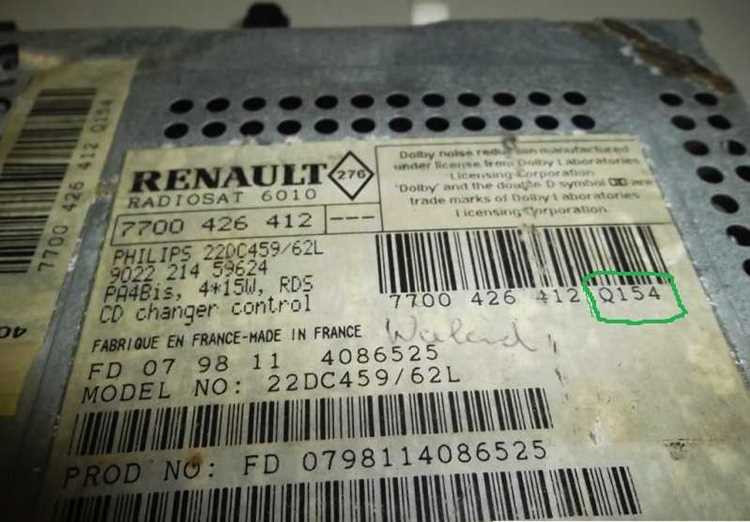 7700 426 412 Q154
RENAULT
276
RADIOSAT 6010
7700 426 412 ---
Dolby noise reduction manufactured
under license from Dolby Laboratories
Licensing Corporation
"Dolby" and the double D symbol are
trade marks of Dolby Laboratories
Licensing Corporation
PHILIPS 22DC459/62L
9022 214 59624
PA4Bis, 4*15W, RDS
CD changer control
7700 426 412 Q154
FABRIQUE EN FRANCE-MADE IN FRANCE
FD 07 98 11 4086525
MODEL NO: 22DC459/62L
PROD NO: FD 0798114086525